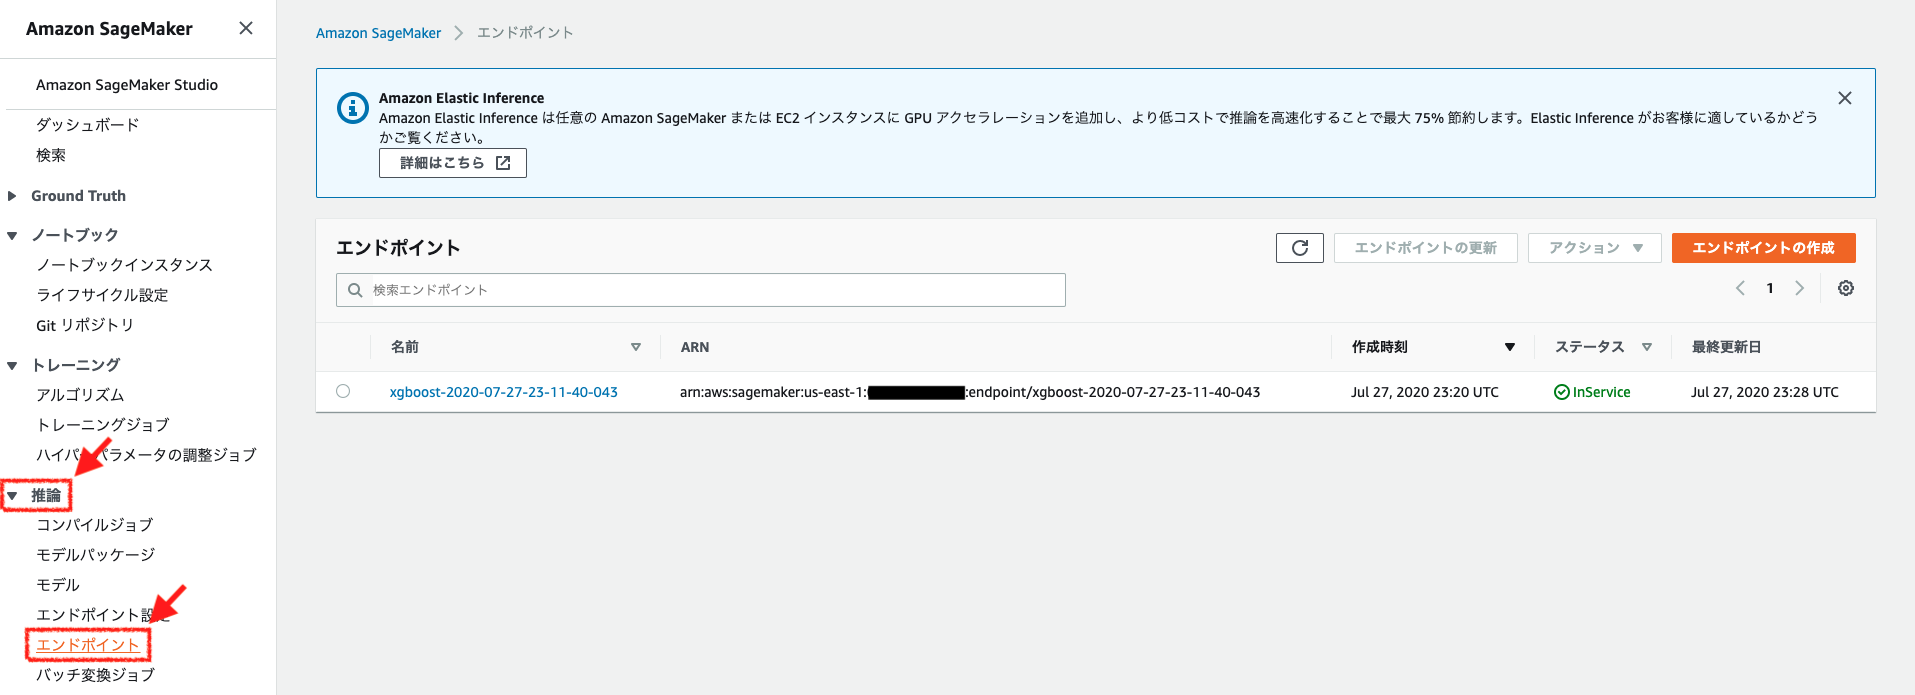 Amazon SageMaker
Amazon SageMaker Studio
ダッシュボード
検索
Ground Truth
ノートブック
ノートブックインスタンス
ライフサイクル設定
Git リポジトリ
トレーニング
アルゴリズム
トレーニングジョブ
ハイパーパラメータの調整ジョブ
推論
コンパイルジョブ
モデルパッケージ
モデル
エンドポイント設定
エンドポイント
バッチ変換ジョブ
Amazon SageMaker エンドポイント
Amazon Elastic Inference
Amazon Elastic Inference は任意の Amazon SageMaker または EC2 インスタンスに GPU アクセラレーションを追加し、より低コストで推論を高速化することで最大 75% 節約します。Elastic Inference がお客様に適しているかどう
かご覧ください。
詳細はこちら
エンドポイント エンドポイントの更新 アクション エンドポイントの作成
検索エンドポイント 1
名前 ARN 作成時刻 ステータス 最終更新日
xgboost-2020-07-27-23-11-40-043 arn:aws:sagemaker:us-east-1: :endpoint/xgboost-2020-07-27-23-11-40-043 Jul 27, 2020 23:20 UTC InService Jul 27, 2020 23:28 UTC